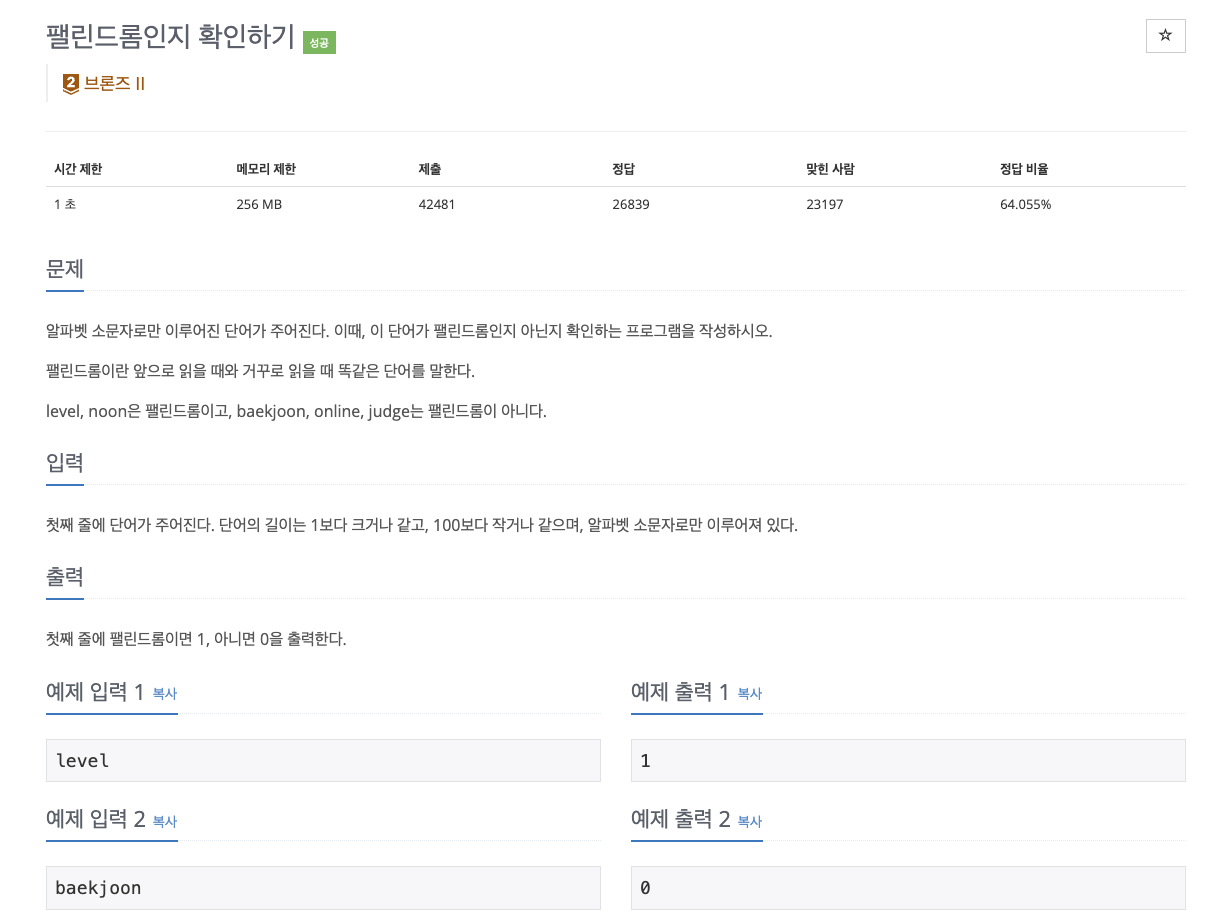 팰린드롬인지 확인하기 성공
☆
2 브론즈 II
시간 제한 메모리 제한 제출 정답 맞힌 사람 정답 비율
1 초 256 MB 42481 26839 23197 64.055%
문제
알파벳 소문자로만 이루어진 단어가 주어진다. 이때, 이 단어가 팰린드롬인지 아닌지 확인하는 프로그램을 작성하시오.
팰린드롬이란 앞으로 읽을 때와 거꾸로 읽을 때 똑같은 단어를 말한다.
level, noon은 팰린드롬이고, baekjoon, online, judge는 팰린드롬이 아니다.
입력
첫째 줄에 단어가 주어진다. 단어의 길이는 1보다 크거나 같고, 100보다 작거나 같으며, 알파벳 소문자로만 이루어져 있다.
출력
첫째 줄에 팰린드롬이면 1, 아니면 0을 출력한다.
예제 입력 1 복사
level
예제 출력 1 복사
1
예제 입력 2 복사
baekjoon
예제 출력 2 복사
0